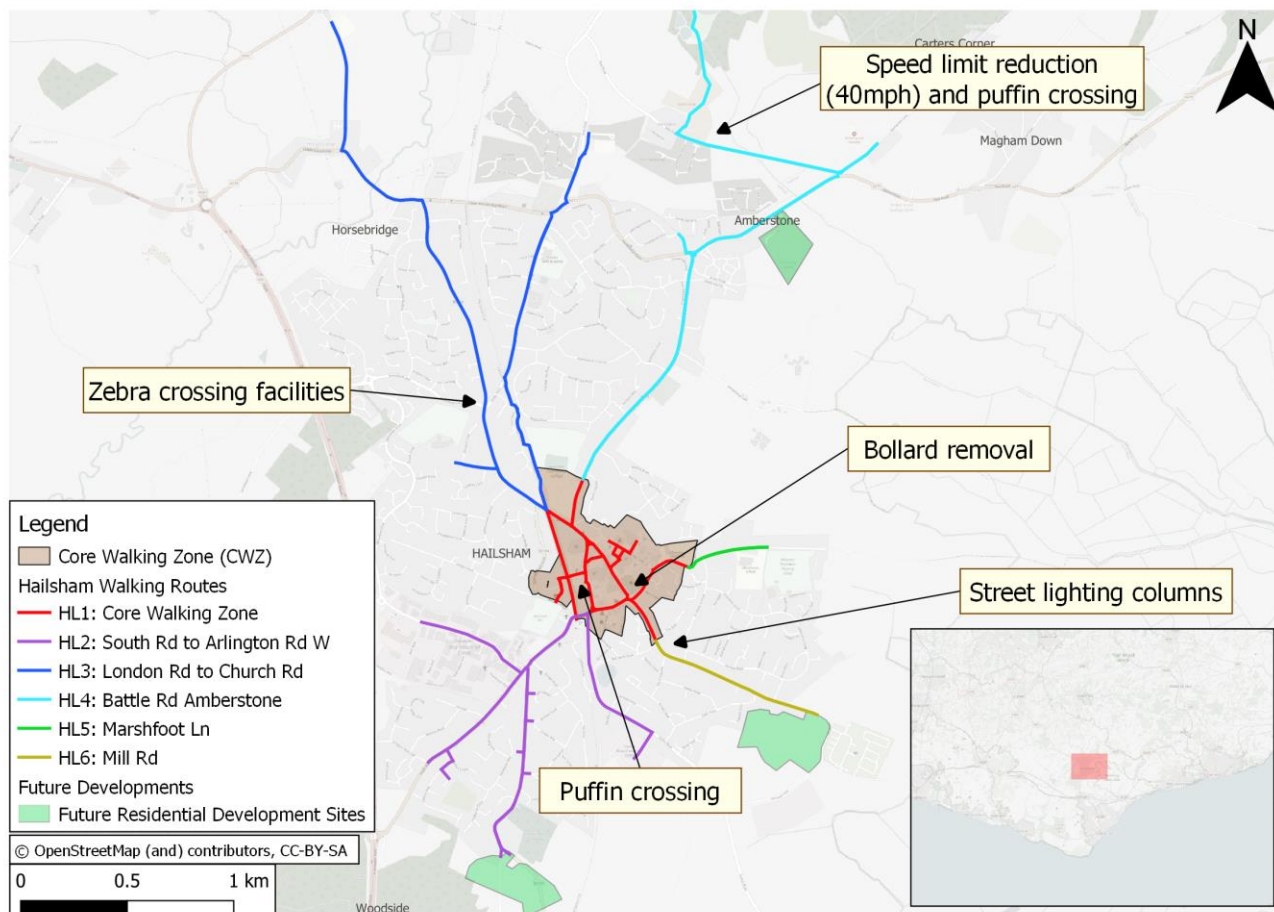 Carters Corner
N
Speed limit reduction
(40mph) and puffin crossing
Magham Down
Horsebridge
Amberstone
Zebra crossing facilities
Bollard removal
HAILSHAM
Street lighting columns
Puffin crossing
Woodside
Legend
Core Walking Zone (CWZ)
Hailsham Walking Routes
HL1: Core Walking Zone
HL2: South Rd to Arlington Rd W
HL3: London Rd to Church Rd
HL4: Battle Rd Amberstone
HL5: Marshfoot Ln
HL6: Mill Rd
Future Developments
Future Residential Development Sites
© OpenStreetMap (and) contributors, CC-BY-SA
0 0.5 1 km